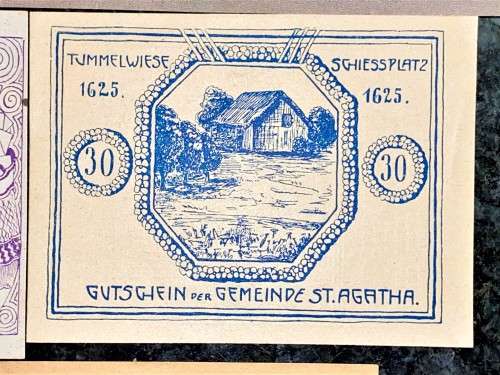 TUMMELWIESE SCHIESSPLATZ
1625. 1625.
30 30
GUTSCHEIN DER GEMEINDE ST. AGATHA.